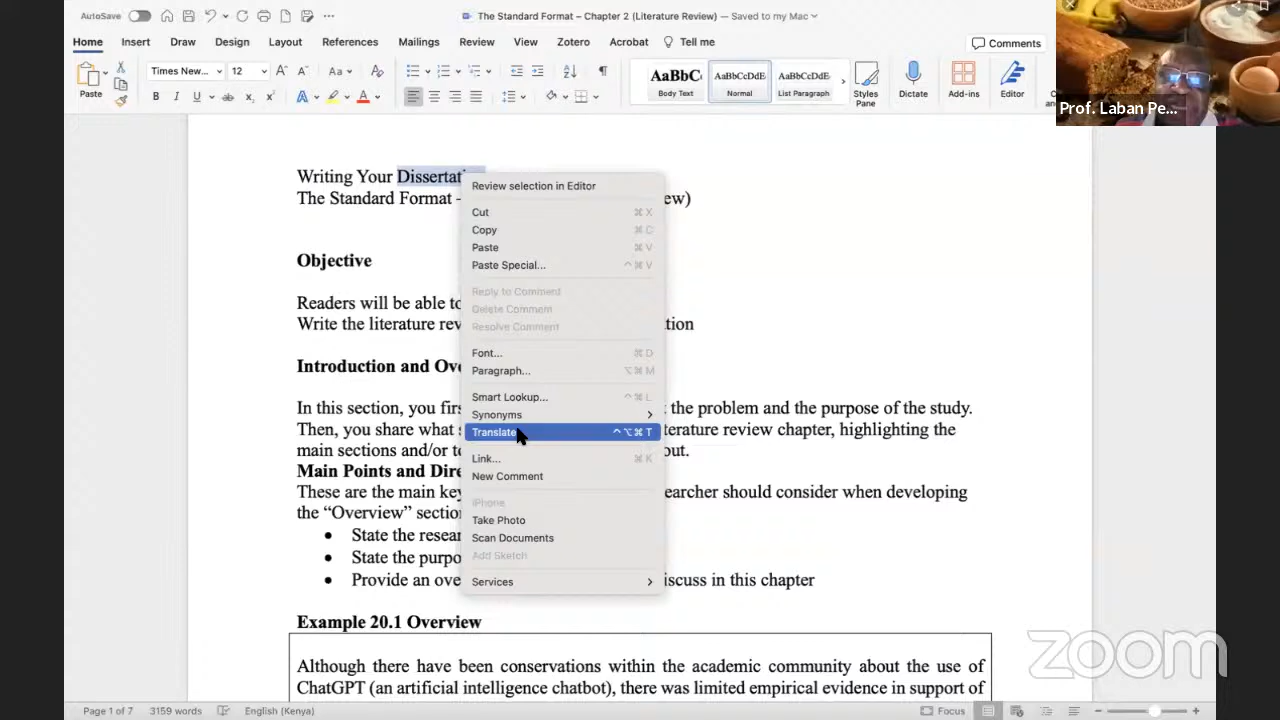 AutoSave
The Standard Format – Chapter 2 (Literature Review) — Saved to my Mac
Home Insert Draw Design Layout References Mailings Review View Zotero Acrobat Tell me
Comments
Paste
Times New... 12
Aa
B I U ab x x A A
AaBbC AaBbCcDdE AaBbCcDdE
Body Text Normal List Paragraph
Styles Pane
Dictate
Add-ins
Editor
Prof. Laban Pe...
Writing Your Dissertat
The Standard Format – ew)
Objective
Readers will be able to
Write the literature rev tion
Introduction and Ove
In this section, you firs the problem and the purpose of the study.
Then, you share what terature review chapter, highlighting the
main sections and/or to out.
Main Points and Dire
These are the main key earcher should consider when developing
the “Overview” section
• State the resear
• State the purpo
• Provide an ove iscuss in this chapter
Example 20.1 Overview
Although there have been conservations within the academic community about the use of
ChatGPT (an artificial intelligence chatbot), there was limited empirical evidence in support of
Review selection in Editor
Cut ⌘ X
Copy ⌘ C
Paste ⌘ V
Paste Special... ^ ⌘ V
Reply to Comment
Delete Comment
Resolve Comment
Font... ⌘ D
Paragraph... ⌥ ⌘ M
Smart Lookup... ^ ⌘ L
Synonyms
Translate ^ ⌥ ⌘ T
Link... ⌘ K
New Comment
iPhone
Take Photo
Scan Documents
Add Sketch
Services
zoom
Page 1 of 7 3159 words English (Kenya) Focus